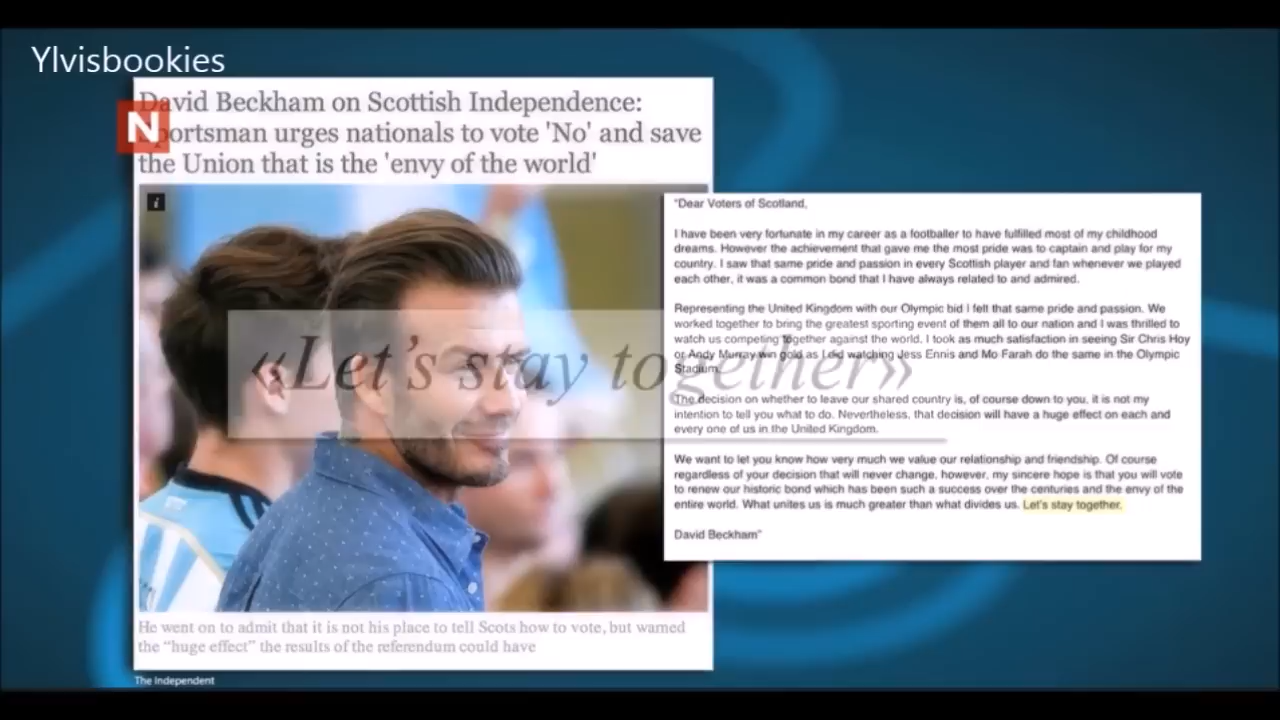 Ylvisbookies
N
David Beckham on Scottish Independence:
Sportsman urges nationals to vote 'No' and save
the Union that is the 'envy of the world'
i
"Dear Voters of Scotland,
I have been very fortunate in my career as a footballer to have fulfilled most of my childhood
dreams. However the achievement that gave me the most pride was to captain and play for my
country. I saw that same pride and passion in every Scottish player and fan whenever we played
each other, it was a common bond that I have always related to and admired.
Representing the United Kingdom with our Olympic bid I felt that same pride and passion. We
worked together to bring the greatest sporting event of them all to our nation and I was thrilled to
watch us competing together against the world. I took as much satisfaction in seeing Sir Chris Hoy
or Andy Murray win gold as I did watching Jess Ennis and Mo Farah do the same in the Olympic
Stadium.
«Let's stay together»
The decision on whether to leave our shared country is, of course down to you, it is not my
intention to tell you what to do. Nevertheless, that decision will have a huge effect on each and
every one of us in the United Kingdom.
We want to let you know how very much we value our relationship and friendship. Of course
regardless of your decision that will never change, however, my sincere hope is that you will vote
to renew our historic bond which has been such a success over the centuries and the envy of the
entire world. What unites us is much greater than what divides us. Let's stay together.
David Beckham"
He went on to admit that it is not his place to tell Scots how to vote, but warned
the "huge effect" the results of the referendum could have
The Independent